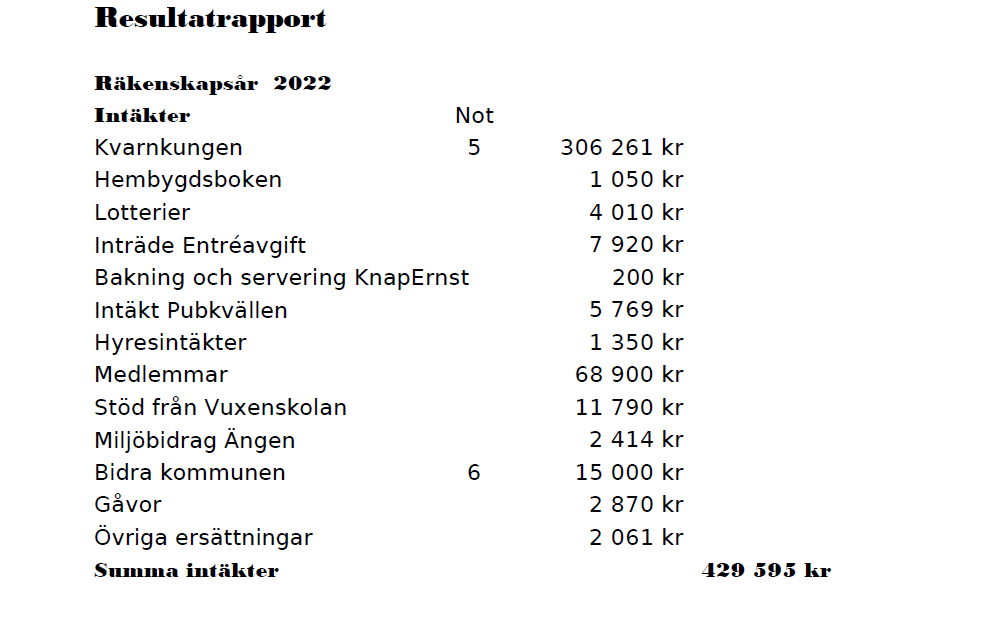 Resultatrapport
Räkenskapsår 2022
Intäkter Not
Kvarnkungen 5 306 261 kr
Hembygdsboken 1 050 kr
Lotterier 4 010 kr
Inträde Entréavgift 7 920 kr
Bakning och servering KnapErnst 200 kr
Intäkt Pubkvällen 5 769 kr
Hyresintäkter 1 350 kr
Medlemmar 68 900 kr
Stöd från Vuxenskolan 11 790 kr
Miljöbidrag Ängen 2 414 kr
Bidra kommunen 6 15 000 kr
Gåvor 2 870 kr
Övriga ersättningar 2 061 kr
Summa intäkter 429 595 kr